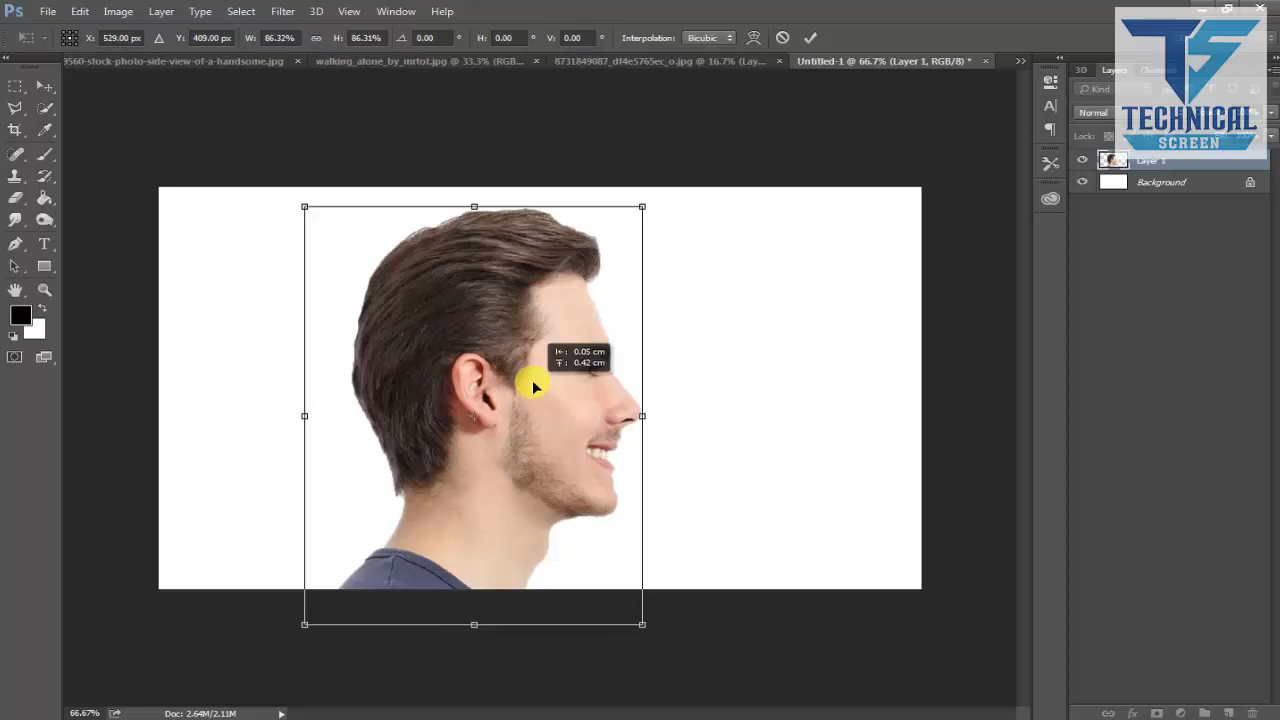 Ps File Edit Image Layer Type Select Filter 3D View Window Help
X: 529.00 px Y: 409.00 px W: 86.32% H: 86.31% 0.00 ° H: 0.00 ° V: 0.00 ° Interpolation: Bicubic
9560-stock-photo-side-view-of-a-handsome.jpg × walking_alone_by_mrtot.jpg @ 33.3% (Ro... × 8731849087_df4e5765ec_o.jpg @ 16.7% (Lay... × Untitled-1 @ 66.7% (Layer 1, RGB/8) * ×
3D Layers Channels
Kind
Normal
Lock:
Layer 1
Background
TS
TECHNICAL
SCREEN
0.05 cm
0.42 cm
66.67% Doc: 2.64M/2.11M